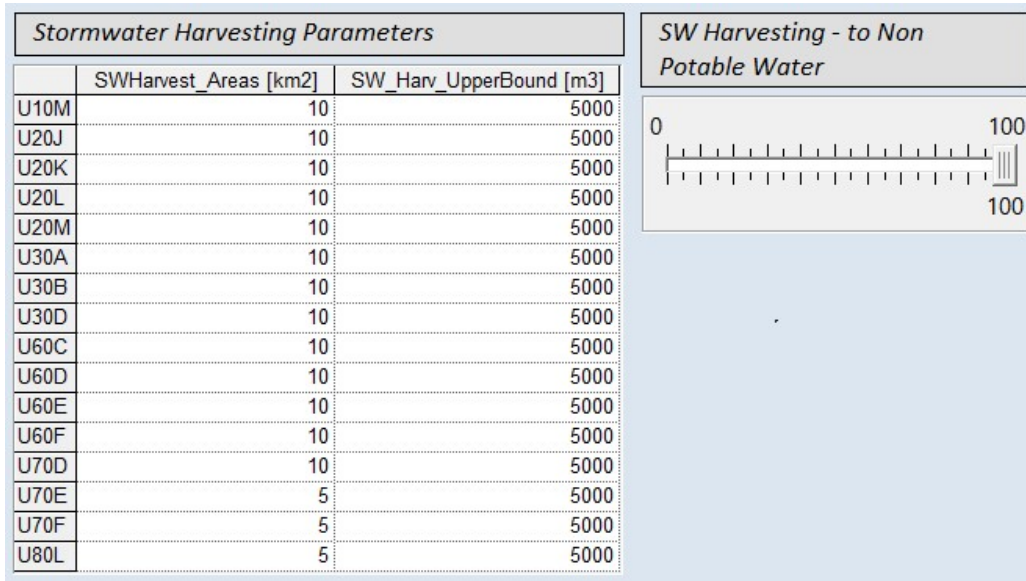 Stormwater Harvesting Parameters
SWHarvest_Areas [km2] SW_Harv_UpperBound [m3]
U10M 10 5000
U20J 10 5000
U20K 10 5000
U20L 10 5000
U20M 10 5000
U30A 10 5000
U30B 10 5000
U30D 10 5000
U60C 10 5000
U60D 10 5000
U60E 10 5000
U60F 10 5000
U70D 10 5000
U70E 5 5000
U70F 5 5000
U80L 5 5000
SW Harvesting - to Non
Potable Water
0 100
100